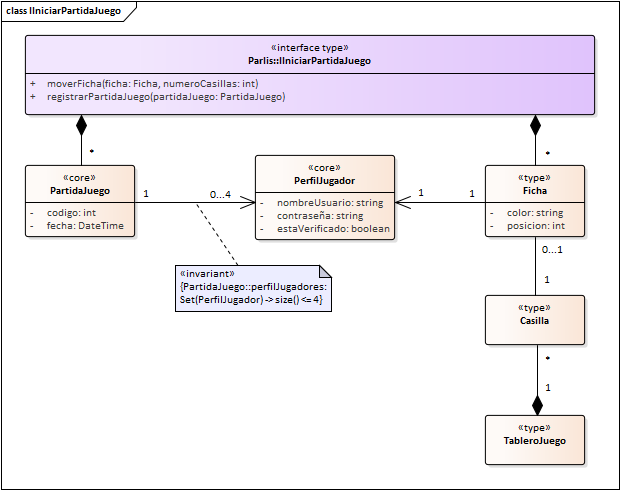 class IIniciarPartidaJuego
«interface type»
Parlis::IIniciarPartidaJuego
+ moverFicha(ficha: Ficha, numeroCasillas: int)
+ registrarPartidaJuego(partidaJuego: PartidaJuego)
*
*
«core»
PartidaJuego
- codigo: int
- fecha: DateTime
1
0...4
«core»
PerfilJugador
- nombreUsuario: string
- contraseña: string
- estaVerificado: boolean
1
1
«type»
Ficha
- color: string
- posicion: int
«invariant»
{PartidaJuego::perfilJugadores:
Set(PerfilJugador) -> size() <= 4}
0...1
1
«type»
Casilla
*
1
«type»
TableroJuego